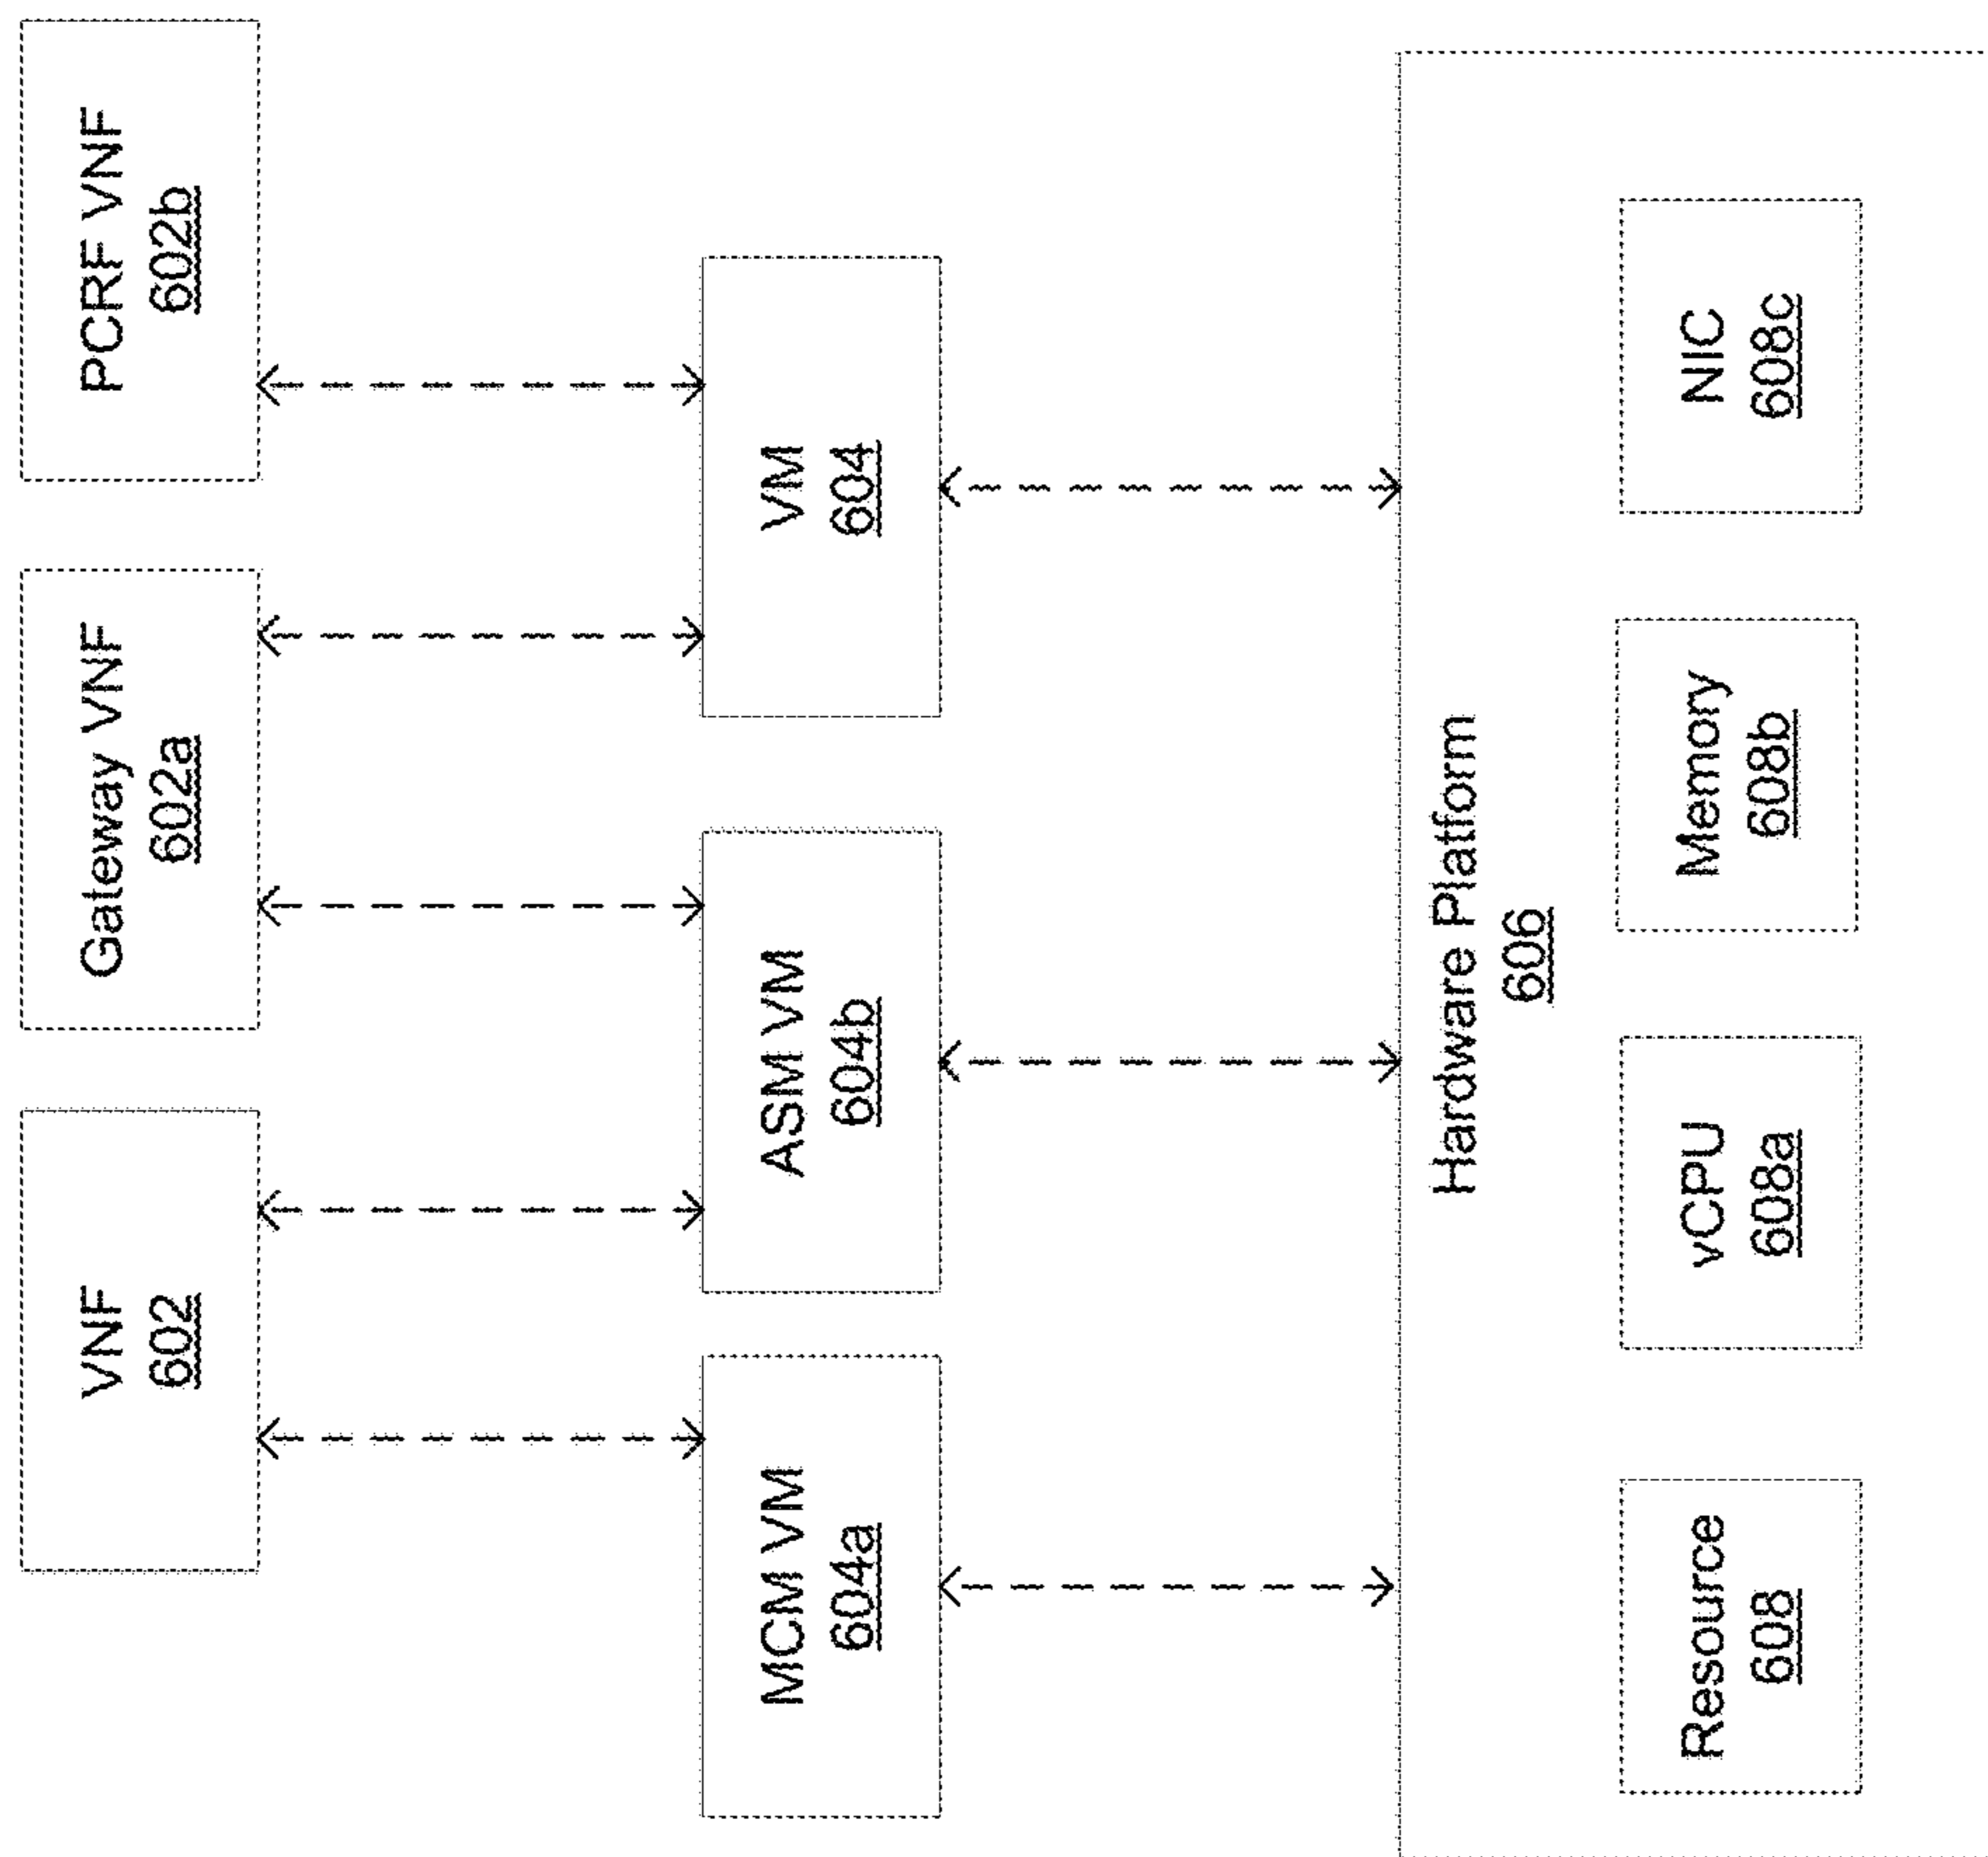 VNF
602
Gateway VNF
602a
PCRF VNF
602b
MCM VM
604a
ASM VM
604b
VM
604
Hardware Platform
606
Resource
608
vCPU
608a
Memory
608b
NIC
608c